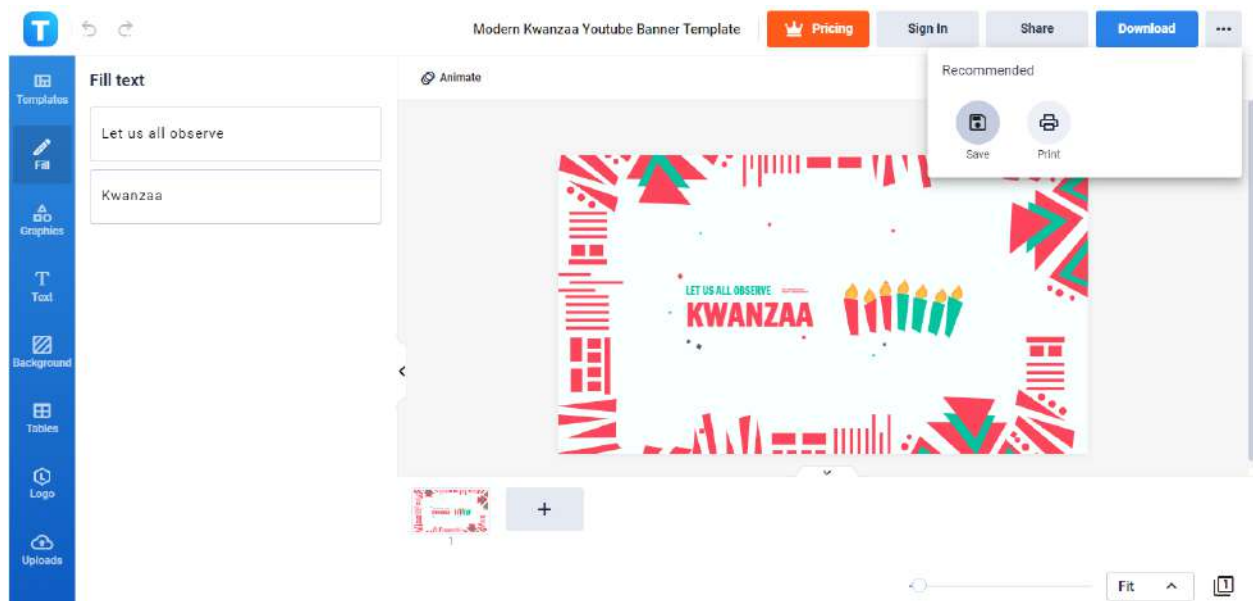 T
Modern Kwanzaa Youtube Banner Template
Pricing
Sign In
Share
Download
Templates
Fill
Graphics
Text
Background
Tables
Logo
Uploads
Fill text
Let us all observe
Kwanzaa
Animate
Recommended
Save
Print
LET US ALL OBSERVE
KWANZAA
1
Fit
1